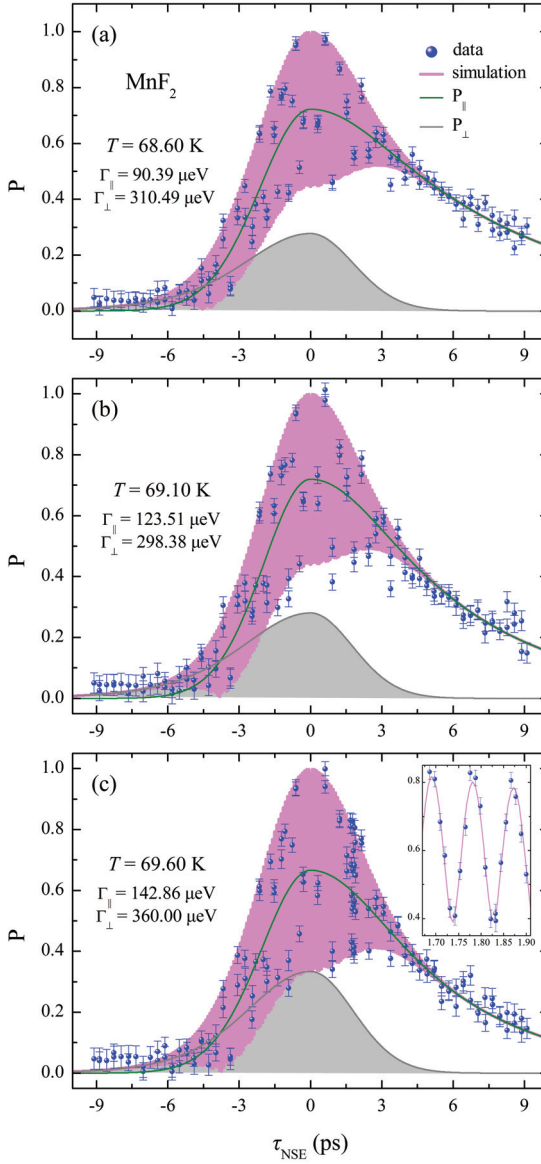 (a)
MnF₂
T = 68.60 K
Γ∥ = 90.39 μeV
Γ⊥ = 310.49 μeV
data
simulation
P∥
P⊥
P
1.0
0.8
0.6
0.4
0.2
0.0
-9 -6 -3 0 3 6 9
(b)
T = 69.10 K
Γ∥ = 123.51 μeV
Γ⊥ = 298.38 μeV
P
1.0
0.8
0.6
0.4
0.2
0.0
-9 -6 -3 0 3 6 9
(c)
T = 69.60 K
Γ∥ = 142.86 μeV
Γ⊥ = 360.00 μeV
0.8
0.6
0.4
1.70 1.75 1.80 1.85 1.90
P
1.0
0.8
0.6
0.4
0.2
0.0
-9 -6 -3 0 3 6 9
τNSE (ps)